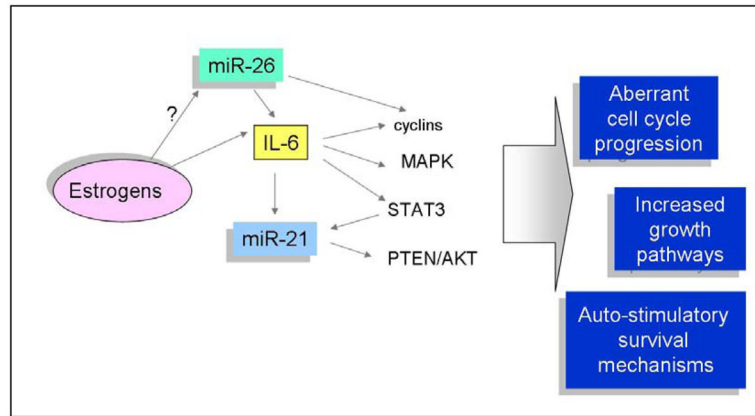 miR-26
?
cyclins
IL-6
MAPK
Estrogens
STAT3
miR-21
PTEN/AKT
Aberrant
cell cycle
progression
Increased
growth
pathways
Auto-stimulatory
survival
mechanisms